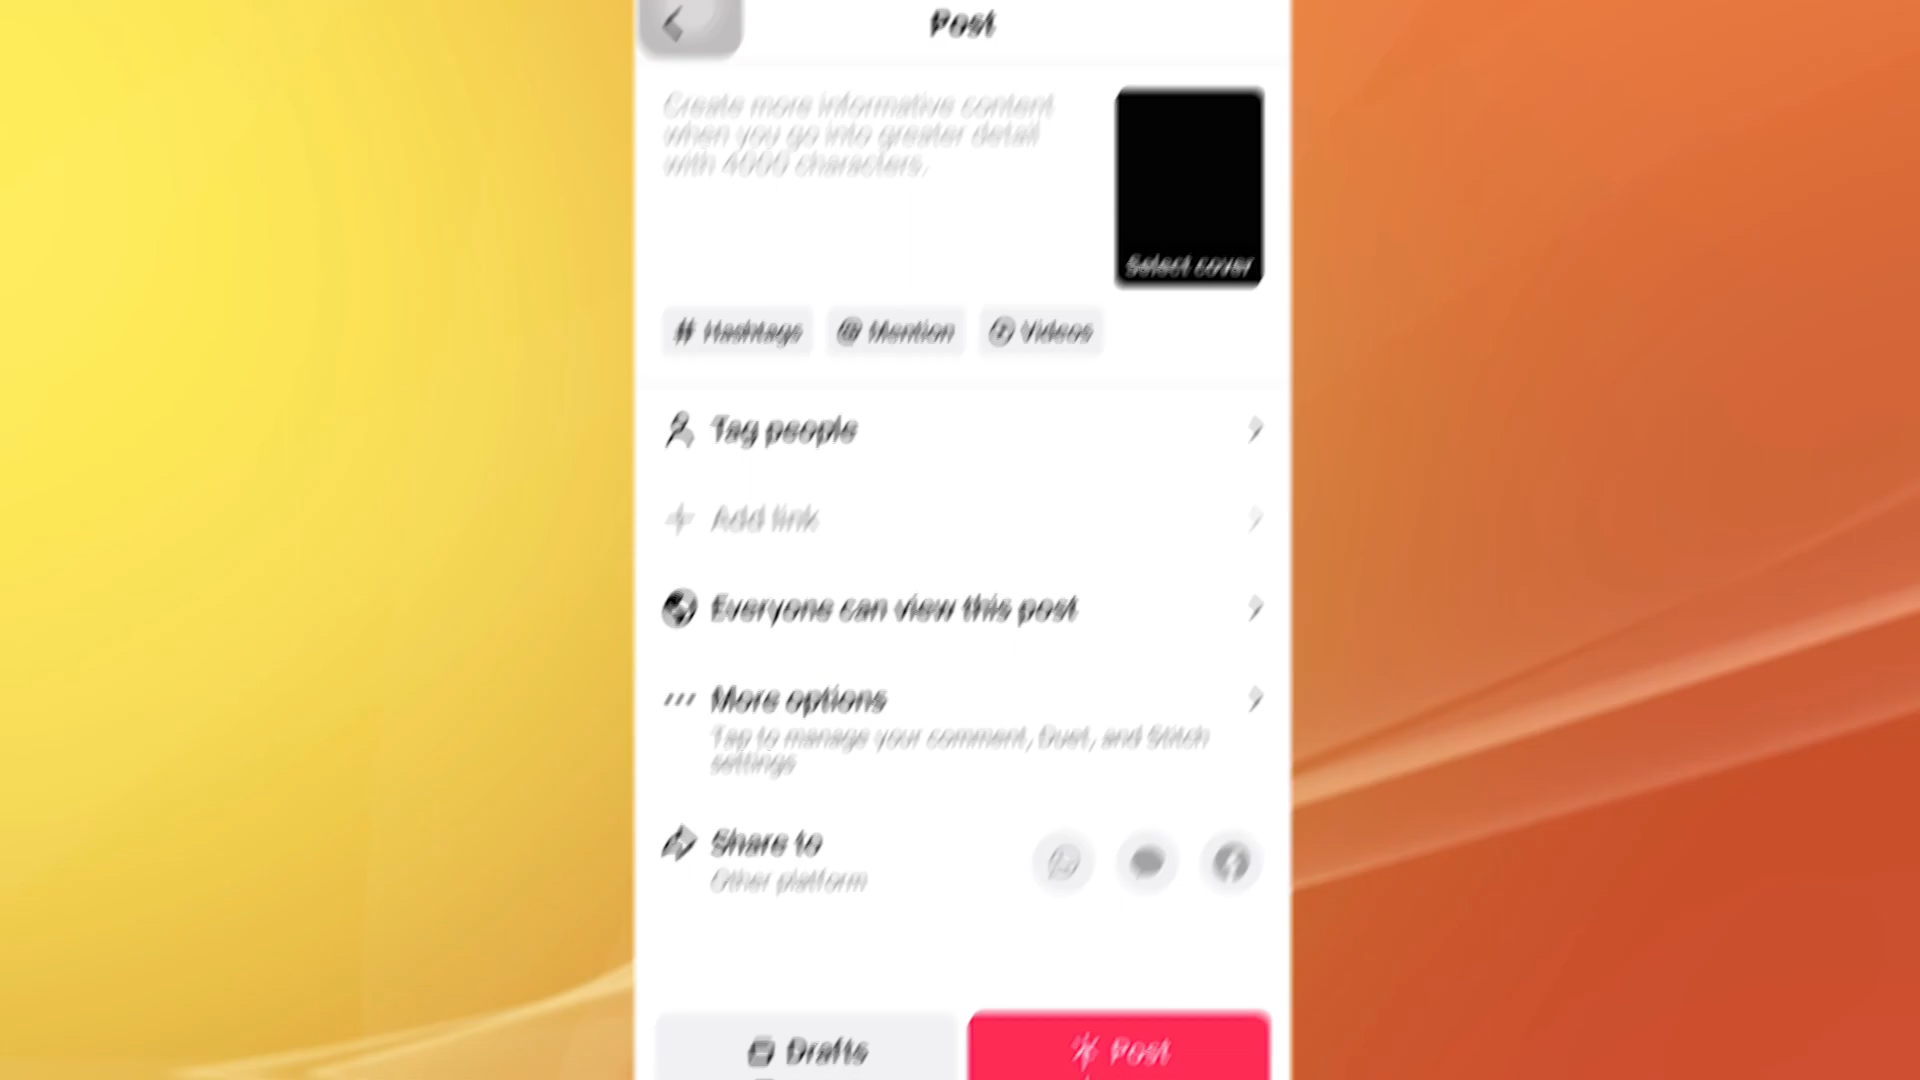 Post
Create more informative content
when you go into greater detail
with 4000 characters.
Select cover
# Hashtags @ Mention Videos
Tag people
Add link
Everyone can view this post
More options
Tap to manage your comment, Duet, and Stitch
settings
Share to
Other platform
Drafts Post